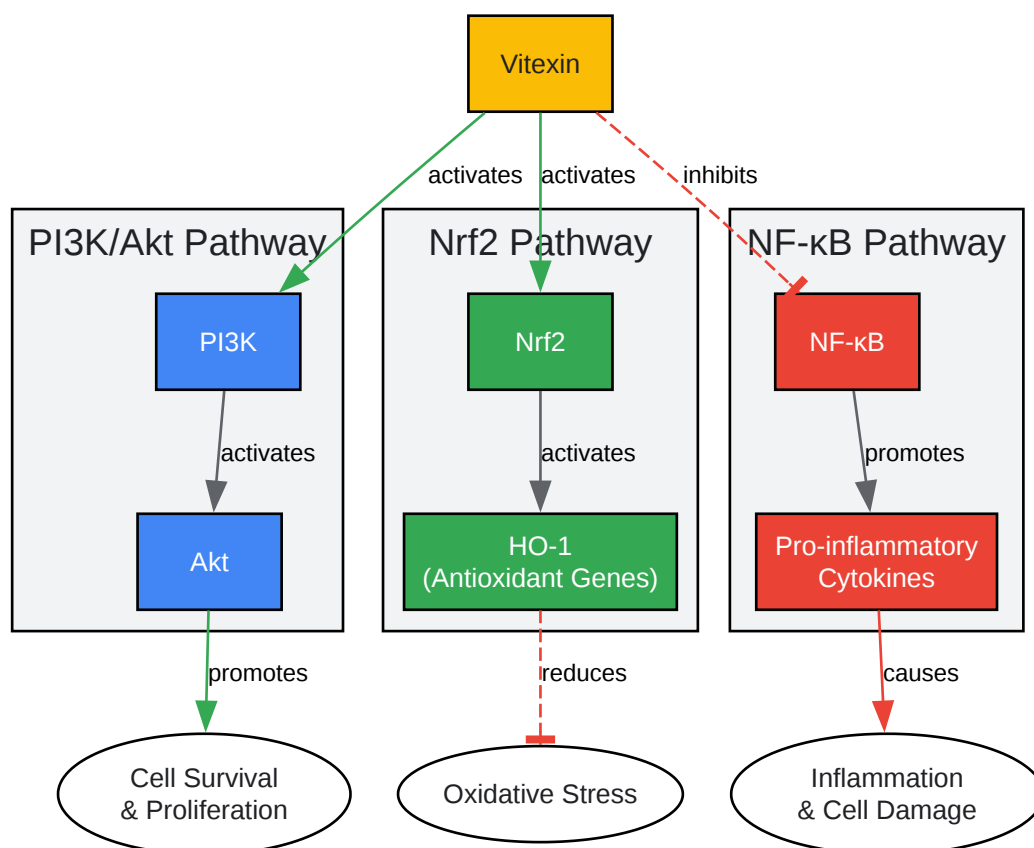 Vitexin
activates
activates
inhibits
PI3K/Akt Pathway
Nrf2 Pathway
NF-κB Pathway
PI3K
Nrf2
NF-κB
activates
activates
promotes
Akt
HO-1
(Antioxidant Genes)
Pro-inflammatory
Cytokines
promotes
reduces
causes
Cell Survival
& Proliferation
Oxidative Stress
Inflammation
& Cell Damage